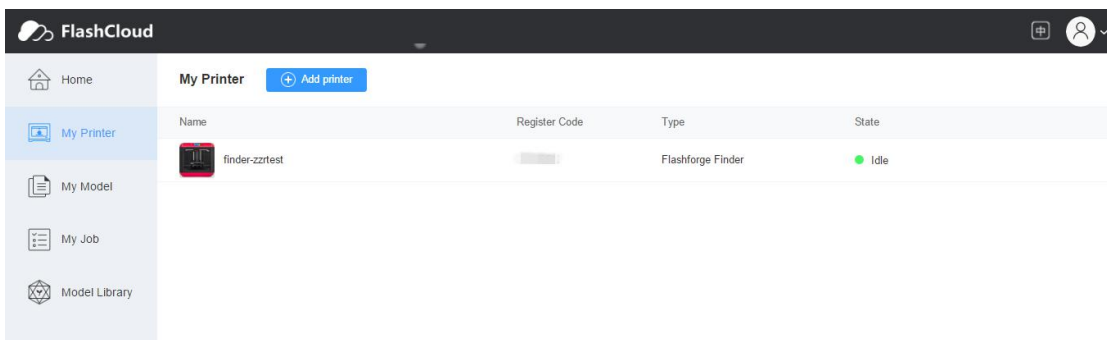 FlashCloud
中
Home
My Printer
My Model
My Job
Model Library
My Printer
Add printer
Name Register Code Type State
finder-zzrtest Flashforge Finder Idle